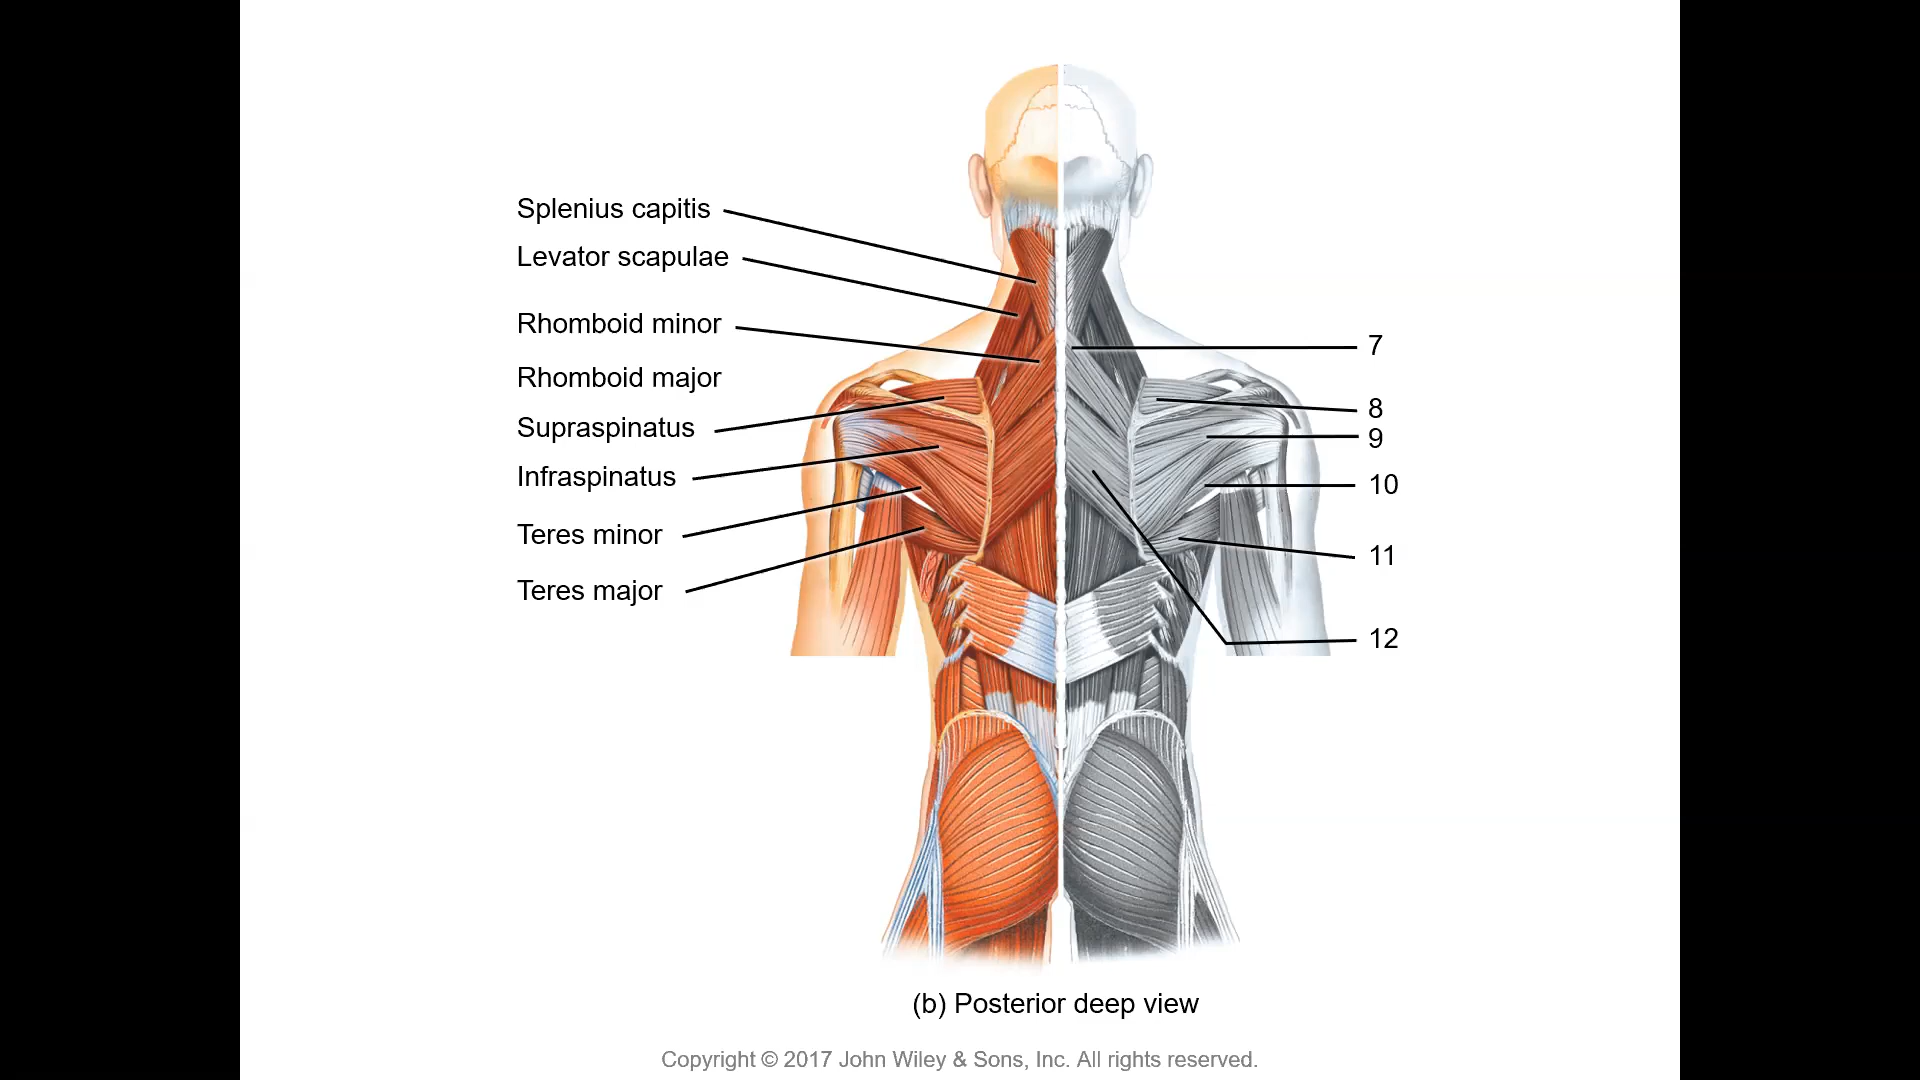 Splenius capitis
Levator scapulae
Rhomboid minor
Rhomboid major
Supraspinatus
Infraspinatus
Teres minor
Teres major
7
8
9
10
11
12
(b) Posterior deep view
Copyright © 2017 John Wiley & Sons, Inc. All rights reserved.